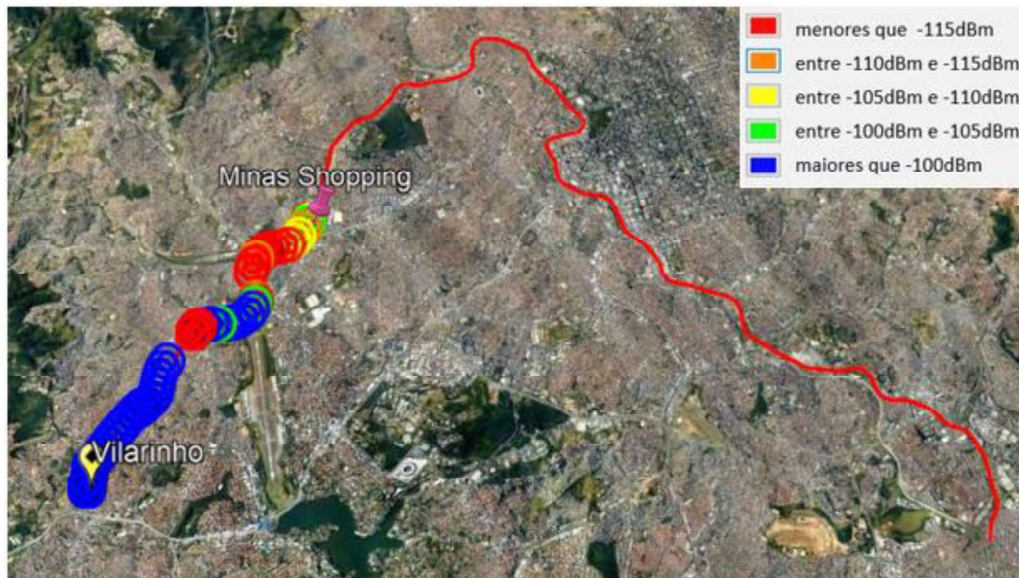 menores que -115dBm
entre -110dBm e -115dBm
entre -105dBm e -110dBm
entre -100dBm e -105dBm
maiores que -100dBm
Minas Shopping
Vilarinho